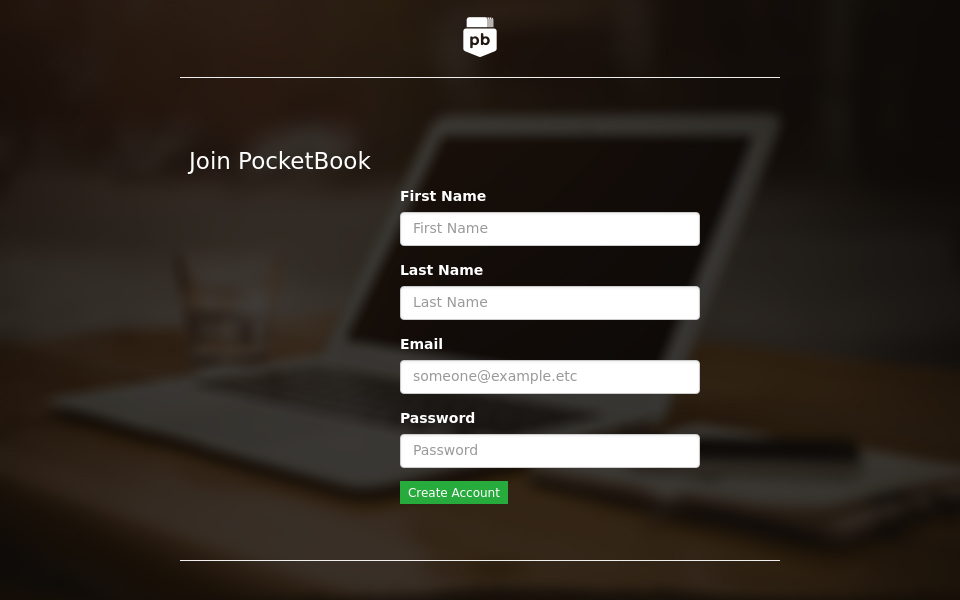 pb
Join PocketBook
First Name
First Name
Last Name
Last Name
Email
someone@example.etc
Password
Password
Create Account